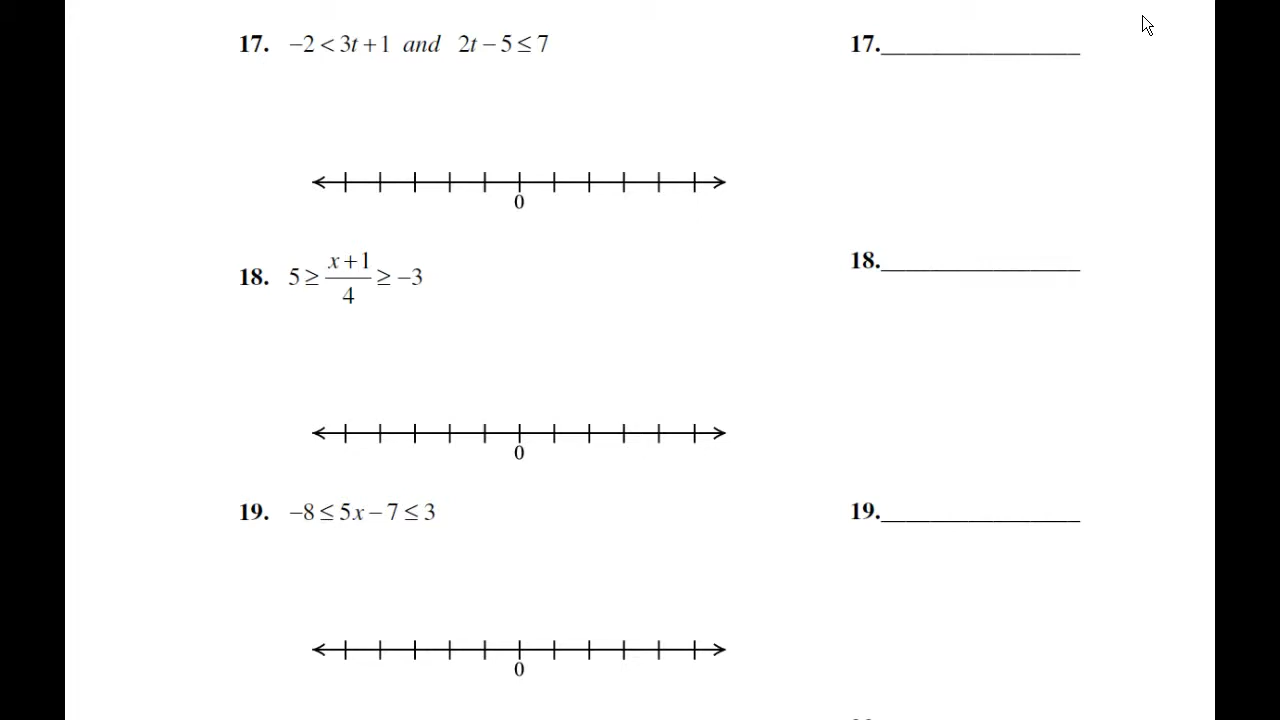 17. −2 < 3t + 1 and 2t − 5 ≤ 7
17.________________
0
18. 5 ≥ (x + 1)/4 ≥ −3
18.________________
0
19. −8 ≤ 5x − 7 ≤ 3
19.________________
0